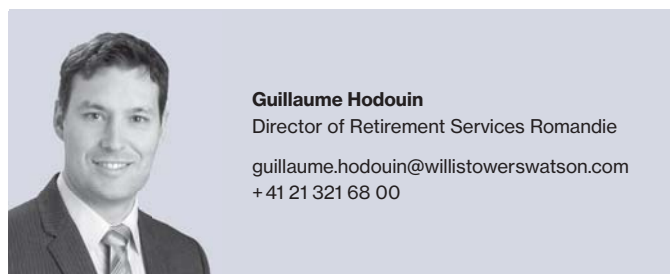 Guillaume Hodouin
Director of Retirement Services Romandie
guillaume.hodouin@willistowerswatson.com
+41 21 321 68 00